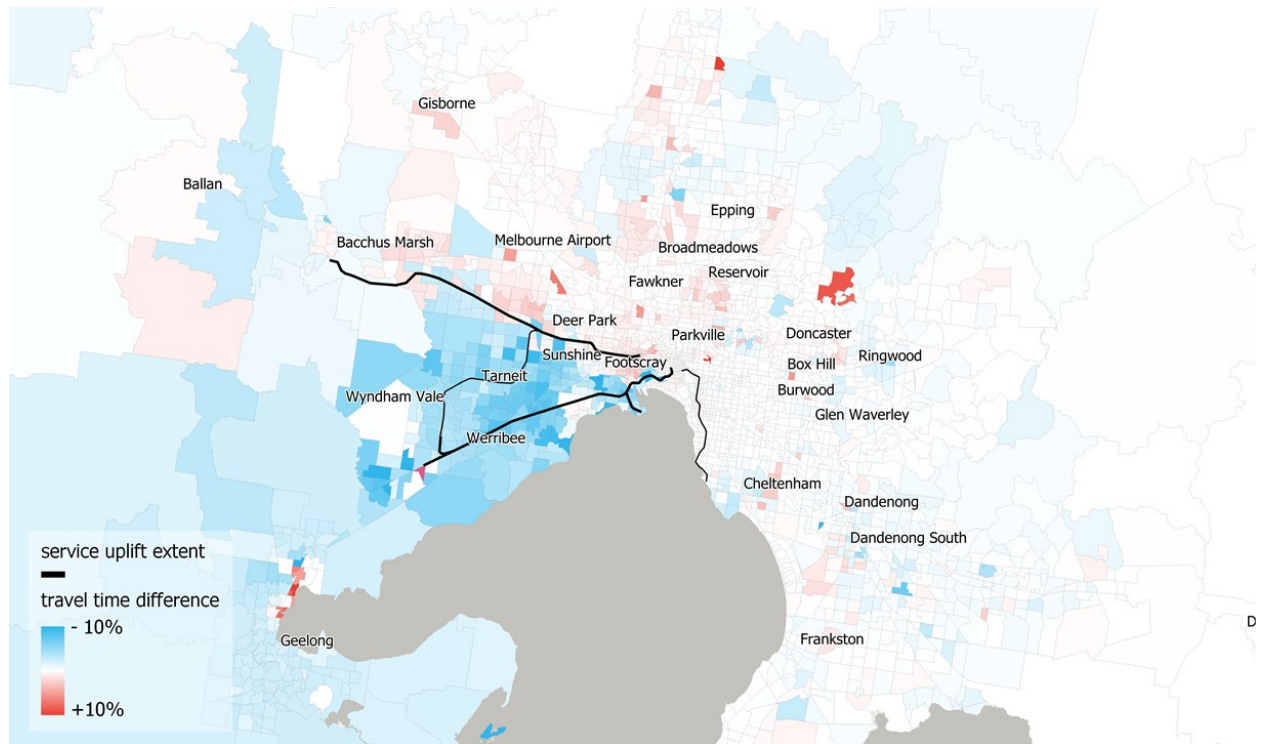 Gisborne
Ballan
Epping
Bacchus Marsh
Melbourne Airport
Broadmeadows
Fawkner
Reservoir
Deer Park
Parkville
Doncaster
Sunshine
Footscray
Box Hill
Ringwood
Tarneit
Burwood
Wyndham Vale
Glen Waverley
Werribee
Cheltenham
Dandenong
Dandenong South
service uplift extent
travel time difference
- 10%
+10%
Geelong
Frankston
D